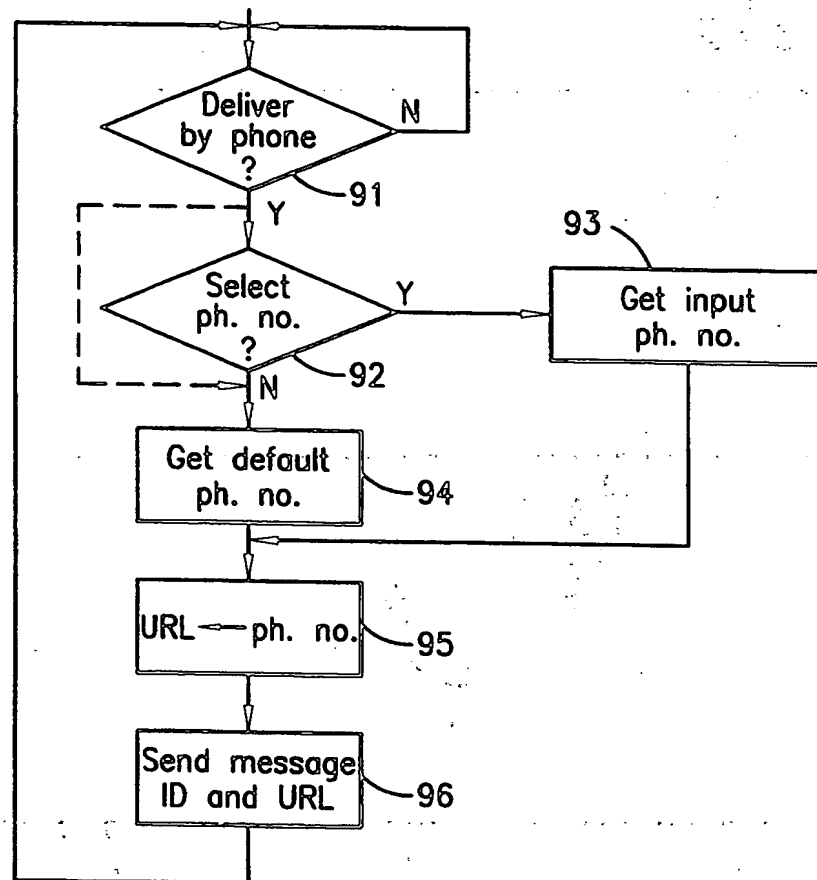 Deliver
by phone
?
N
91
Y
Select
ph. no.
?
Y
92
N
93
Get input
ph. no.
Get default
ph. no.
94
URL ← ph. no.
95
Send message
ID and URL
96